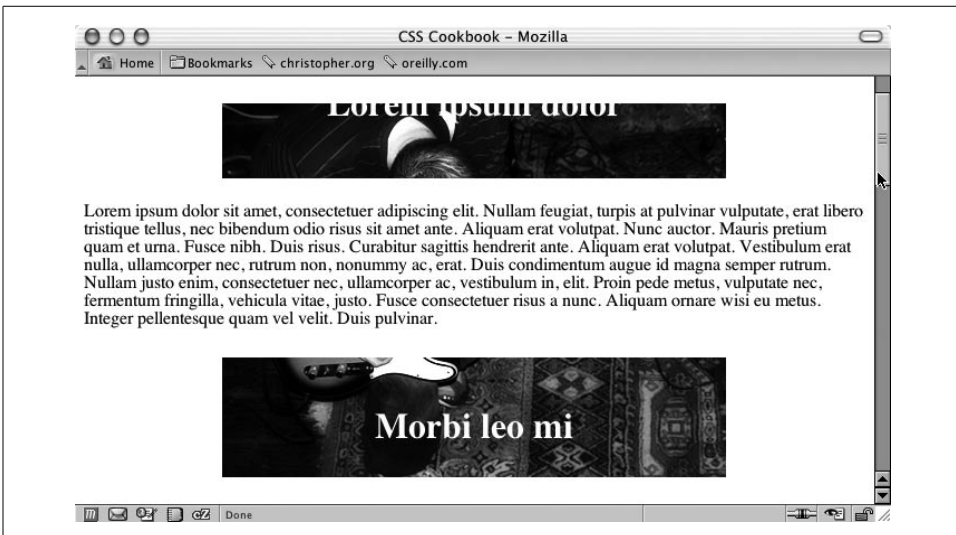 CSS Cookbook – Mozilla
Home Bookmarks christopher.org oreilly.com
Lorem ipsum dolor
Lorem ipsum dolor sit amet, consectetuer adipiscing elit. Nullam feugiat, turpis at pulvinar vulputate, erat libero
tristique tellus, nec bibendum odio risus sit amet ante. Aliquam erat volutpat. Nunc auctor. Mauris pretium
quam et urna. Fusce nibh. Duis risus. Curabitur sagittis hendrerit ante. Aliquam erat volutpat. Vestibulum erat
nulla, ullamcorper nec, rutrum non, nonummy ac, erat. Duis condimentum augue id magna semper rutrum.
Nullam justo enim, consectetuer nec, ullamcorper ac, vestibulum in, elit. Proin pede metus, vulputate nec,
fermentum fringilla, vehicula vitae, justo. Fusce consectetuer risus a nunc. Aliquam ornare wisi eu metus.
Integer pellentesque quam vel velit. Duis pulvinar.
Morbi leo mi
Done